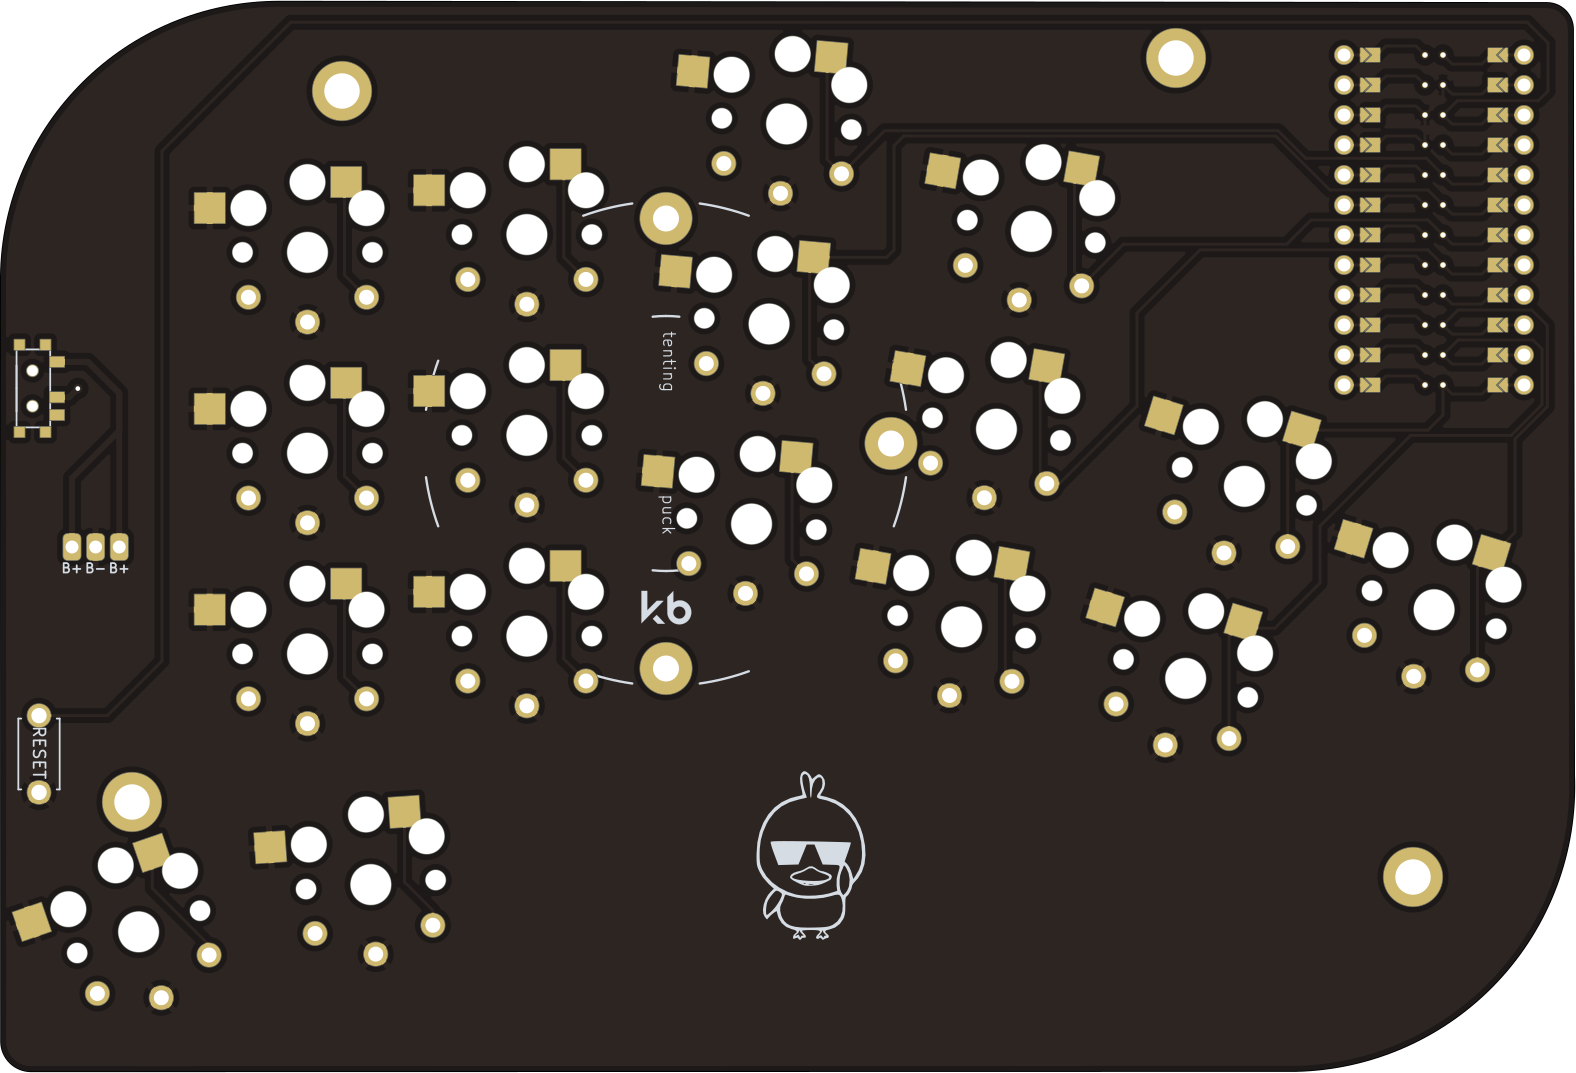 tenting
puck
kb
B+ B- B+
RESET